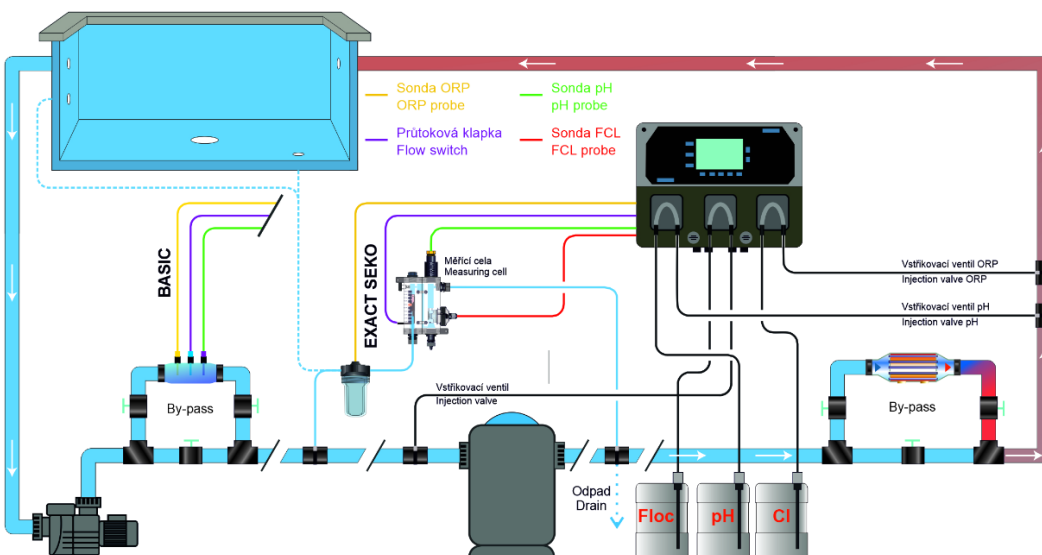 Sonda ORP
ORP probe
Sonda pH
pH probe
Průtoková klapka
Flow switch
Sonda FCL
FCL probe
BASIC
EXACT SEKO
Měřící cela
Measuring cell
Vstřikovací ventil ORP
Injection valve ORP
Vstřikovací ventil pH
Injection valve pH
By-pass
Vstřikovací ventil
Injection valve
By-pass
Odpad
Drain
Floc
pH
Cl